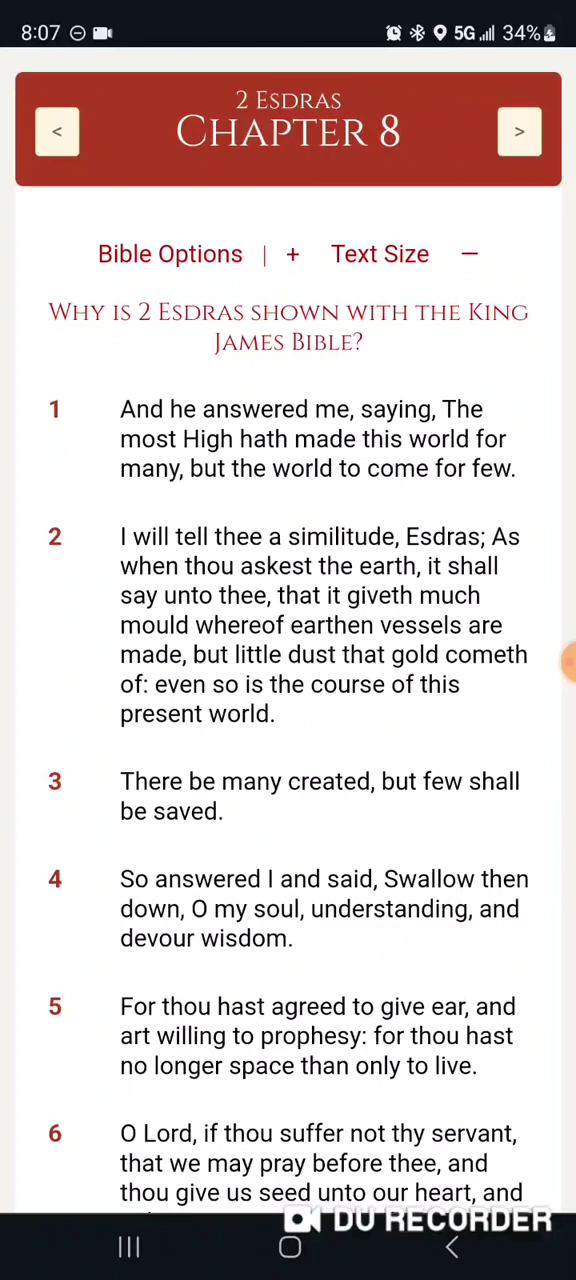 8:07 5G 34%
2 Esdras
Chapter 8
< >
Bible Options | + Text Size −
Why is 2 Esdras shown with the King
James Bible?
1 And he answered me, saying, The
most High hath made this world for
many, but the world to come for few.
2 I will tell thee a similitude, Esdras; As
when thou askest the earth, it shall
say unto thee, that it giveth much
mould whereof earthen vessels are
made, but little dust that gold cometh
of: even so is the course of this
present world.
3 There be many created, but few shall
be saved.
4 So answered I and said, Swallow then
down, O my soul, understanding, and
devour wisdom.
5 For thou hast agreed to give ear, and
art willing to prophesy: for thou hast
no longer space than only to live.
6 O Lord, if thou suffer not thy servant,
that we may pray before thee, and
thou give us seed unto our heart, and
DU RECORDER